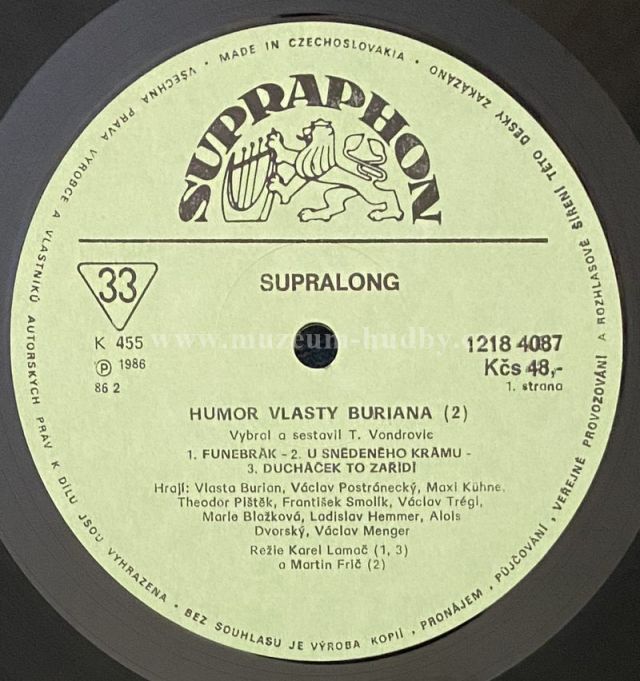 VŠECHNA PRÁVA VÝROBCE A VLASTNÍKŮ AUTORSKÝCH PRÁV K DÍLU JSOU VYHRAZENA · BEZ SOUHLASU JE VÝROBA KOPIÍ, PRONÁJEM, PŮJČOVÁNÍ, VEŘEJNÉ PROVOZOVÁNÍ A ROZHLASOVÉ ŠÍŘENÍ TÉTO DESKY ZAKÁZÁNO · MADE IN CZECHOSLOVAKIA ·
SUPRAPHON
33
SUPRALONG
www.muzeum-hudby.c
K 455
1218 4087
Ⓟ 1986
Kčs 48,-
86 2
1. strana
HUMOR VLASTY BURIANA (2)
Vybral a sestavil T. Vondrovic
1. FUNEBRÁK - 2. U SNĚDENÉHO KRÁMU -
3. DUCHÁČEK TO ZAŘÍDÍ
Hrají: Vlasta Burian, Václav Postránecký, Maxi Kühne,
Theodor Pištěk, František Smolík, Václav Trégl,
Marie Blažková, Ladislav Hemmer, Alois
Dvorský, Václav Menger
Režie Karel Lamač (1, 3)
a Martin Frič (2)